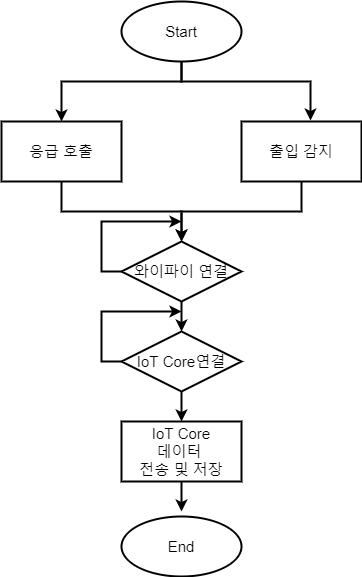 Start
응급 호출
출입 감지
와이파이 연결
IoT Core연결
IoT Core
데이터
전송 및 저장
End